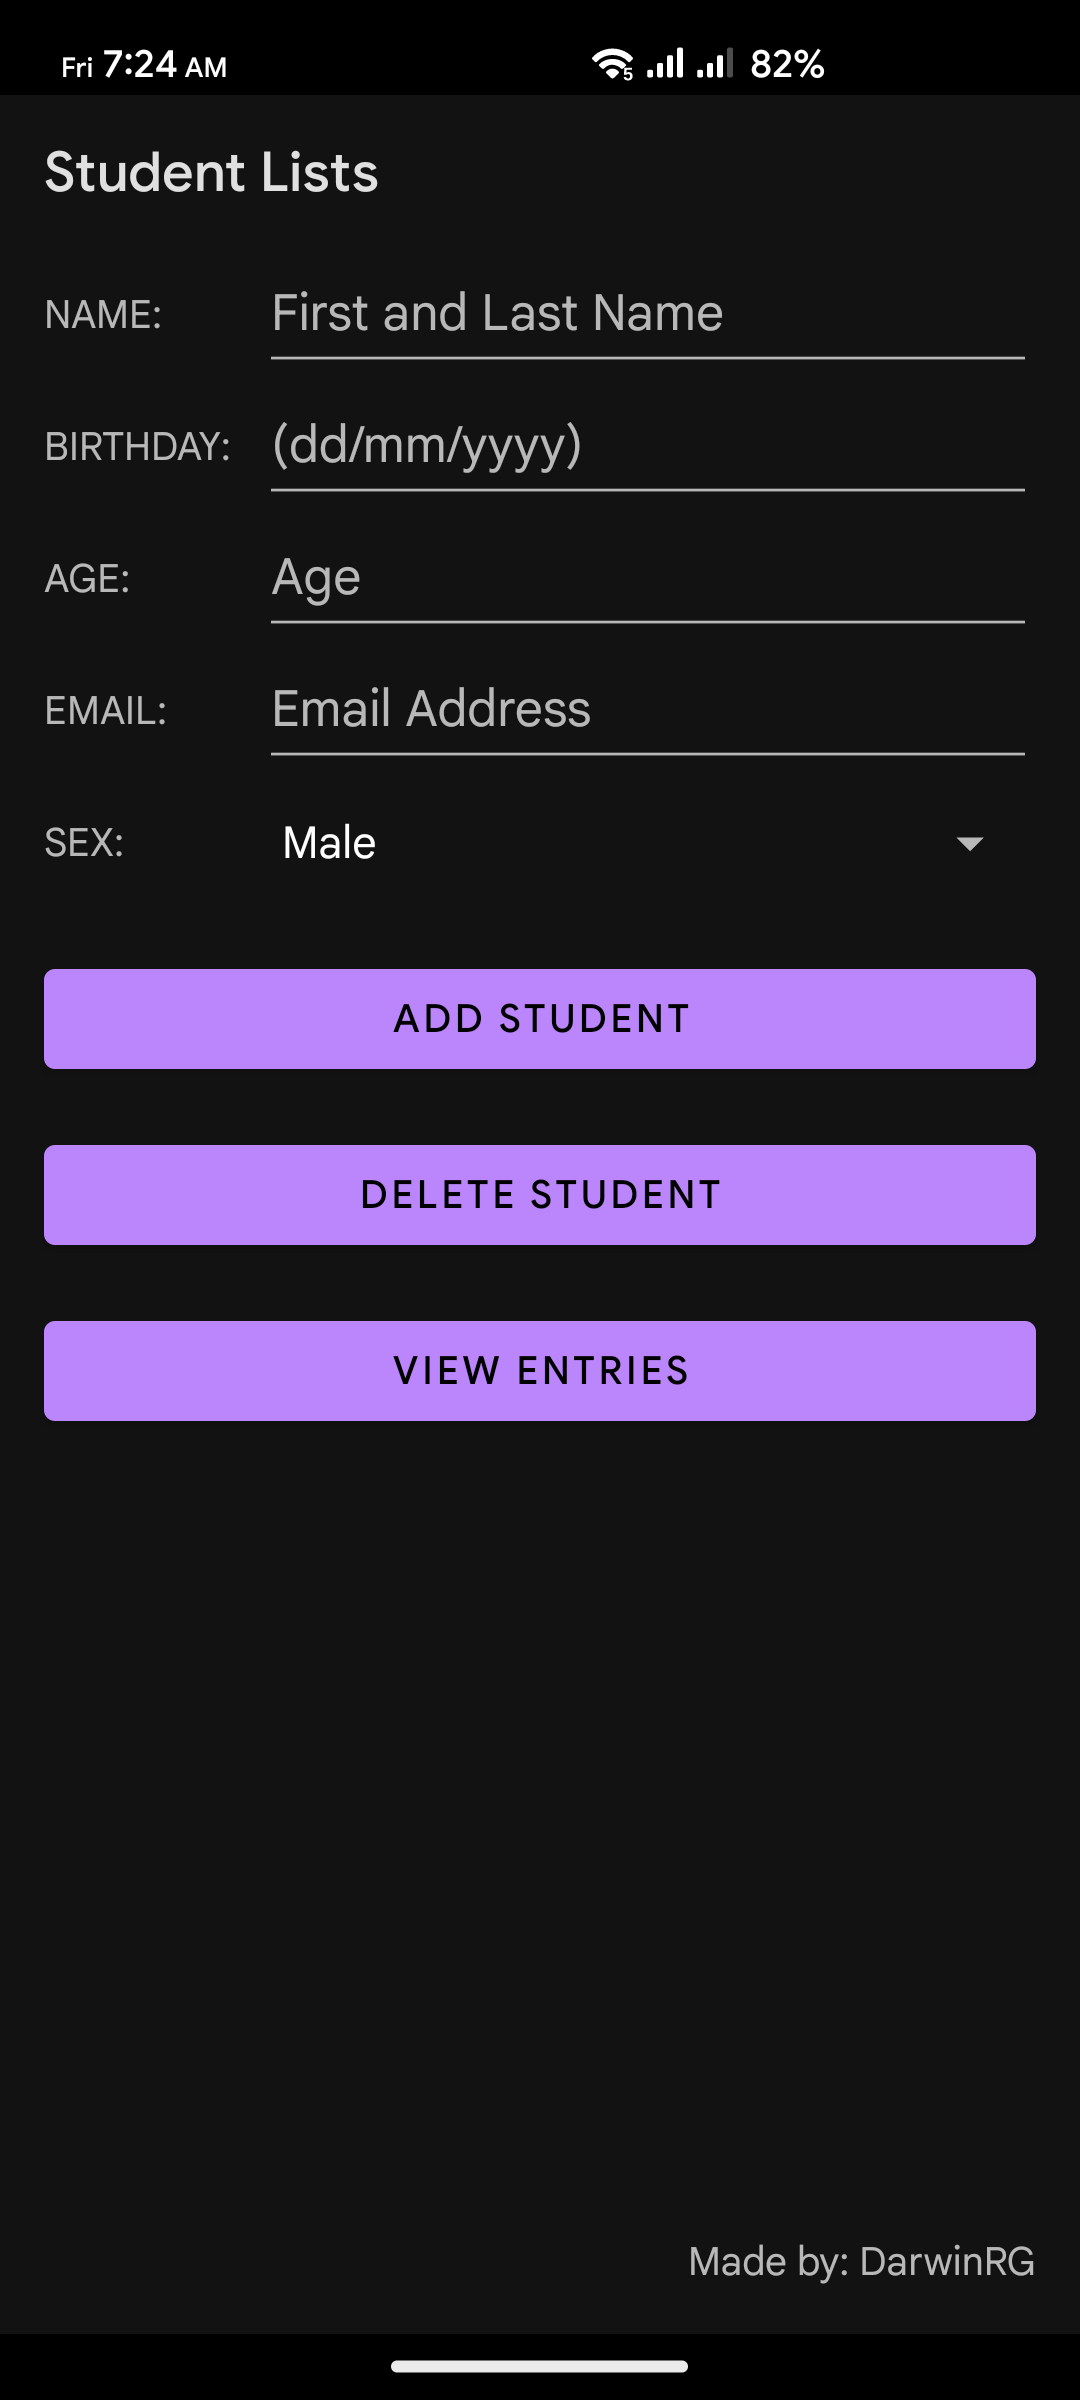 Fri 7:24 AM 5 82%
Student Lists
NAME: First and Last Name
BIRTHDAY: (dd/mm/yyyy)
AGE: Age
EMAIL: Email Address
SEX: Male
ADD STUDENT
DELETE STUDENT
VIEW ENTRIES
Made by: DarwinRG